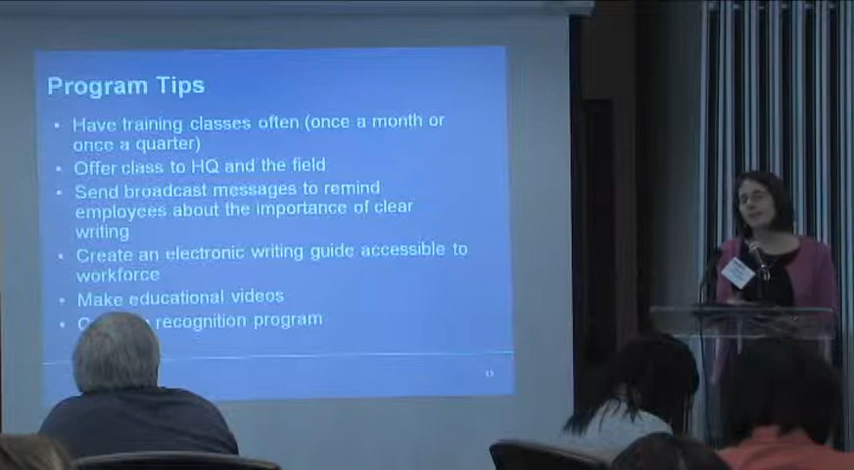 Program Tips
• Have training classes often (once a month or
once a quarter)
• Offer class to HQ and the field
• Send broadcast messages to remind
employees about the importance of clear
writing
• Create an electronic writing guide accessible to
workforce
• Make educational videos
• recognition program